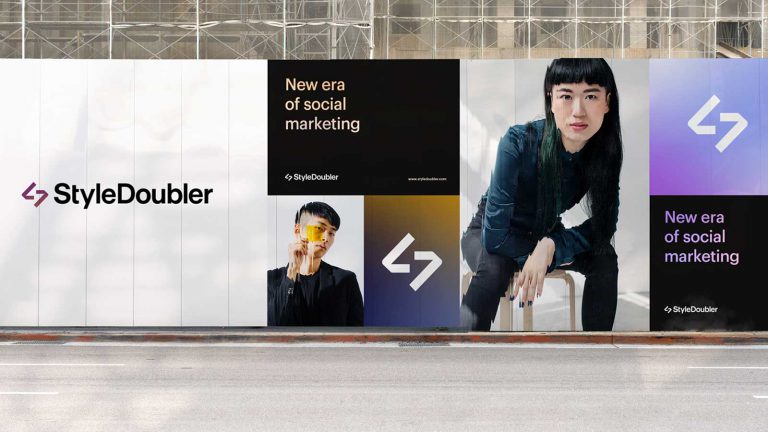 StyleDoubler
New era
of social
marketing
StyleDoubler
www.styledoubler.com
New era
of social
marketing
StyleDoubler